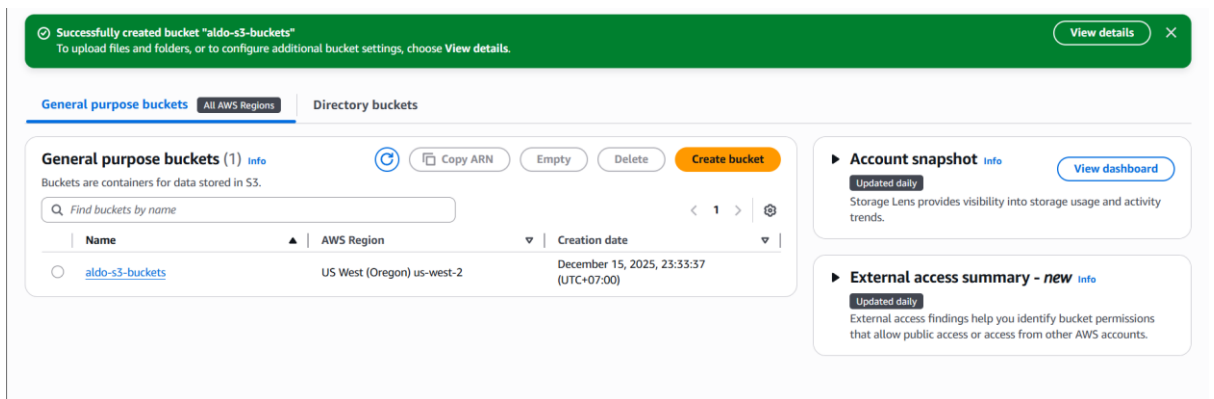 Successfully created bucket "aldo-s3-buckets"
To upload files and folders, or to configure additional bucket settings, choose View details.
View details
General purpose buckets All AWS Regions
Directory buckets
General purpose buckets (1) Info
Copy ARN
Empty
Delete
Create bucket
Buckets are containers for data stored in S3.
Find buckets by name
1
Name
AWS Region
Creation date
aldo-s3-buckets
US West (Oregon) us-west-2
December 15, 2025, 23:33:37
(UTC+07:00)
Account snapshot Info
View dashboard
Updated daily
Storage Lens provides visibility into storage usage and activity
trends.
External access summary - new Info
Updated daily
External access findings help you identify bucket permissions
that allow public access or access from other AWS accounts.